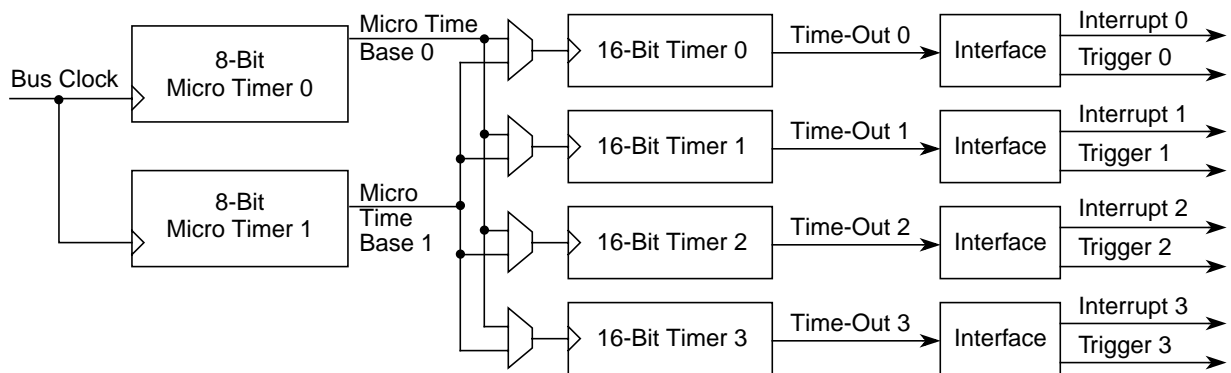 Bus Clock
8-Bit
Micro Timer 0
8-Bit
Micro Timer 1
Micro Time
Base 0
Micro
Time
Base 1
16-Bit Timer 0
Time-Out 0
Interface
Interrupt 0
Trigger 0
16-Bit Timer 1
Time-Out 1
Interface
Interrupt 1
Trigger 1
16-Bit Timer 2
Time-Out 2
Interface
Interrupt 2
Trigger 2
16-Bit Timer 3
Time-Out 3
Interface
Interrupt 3
Trigger 3